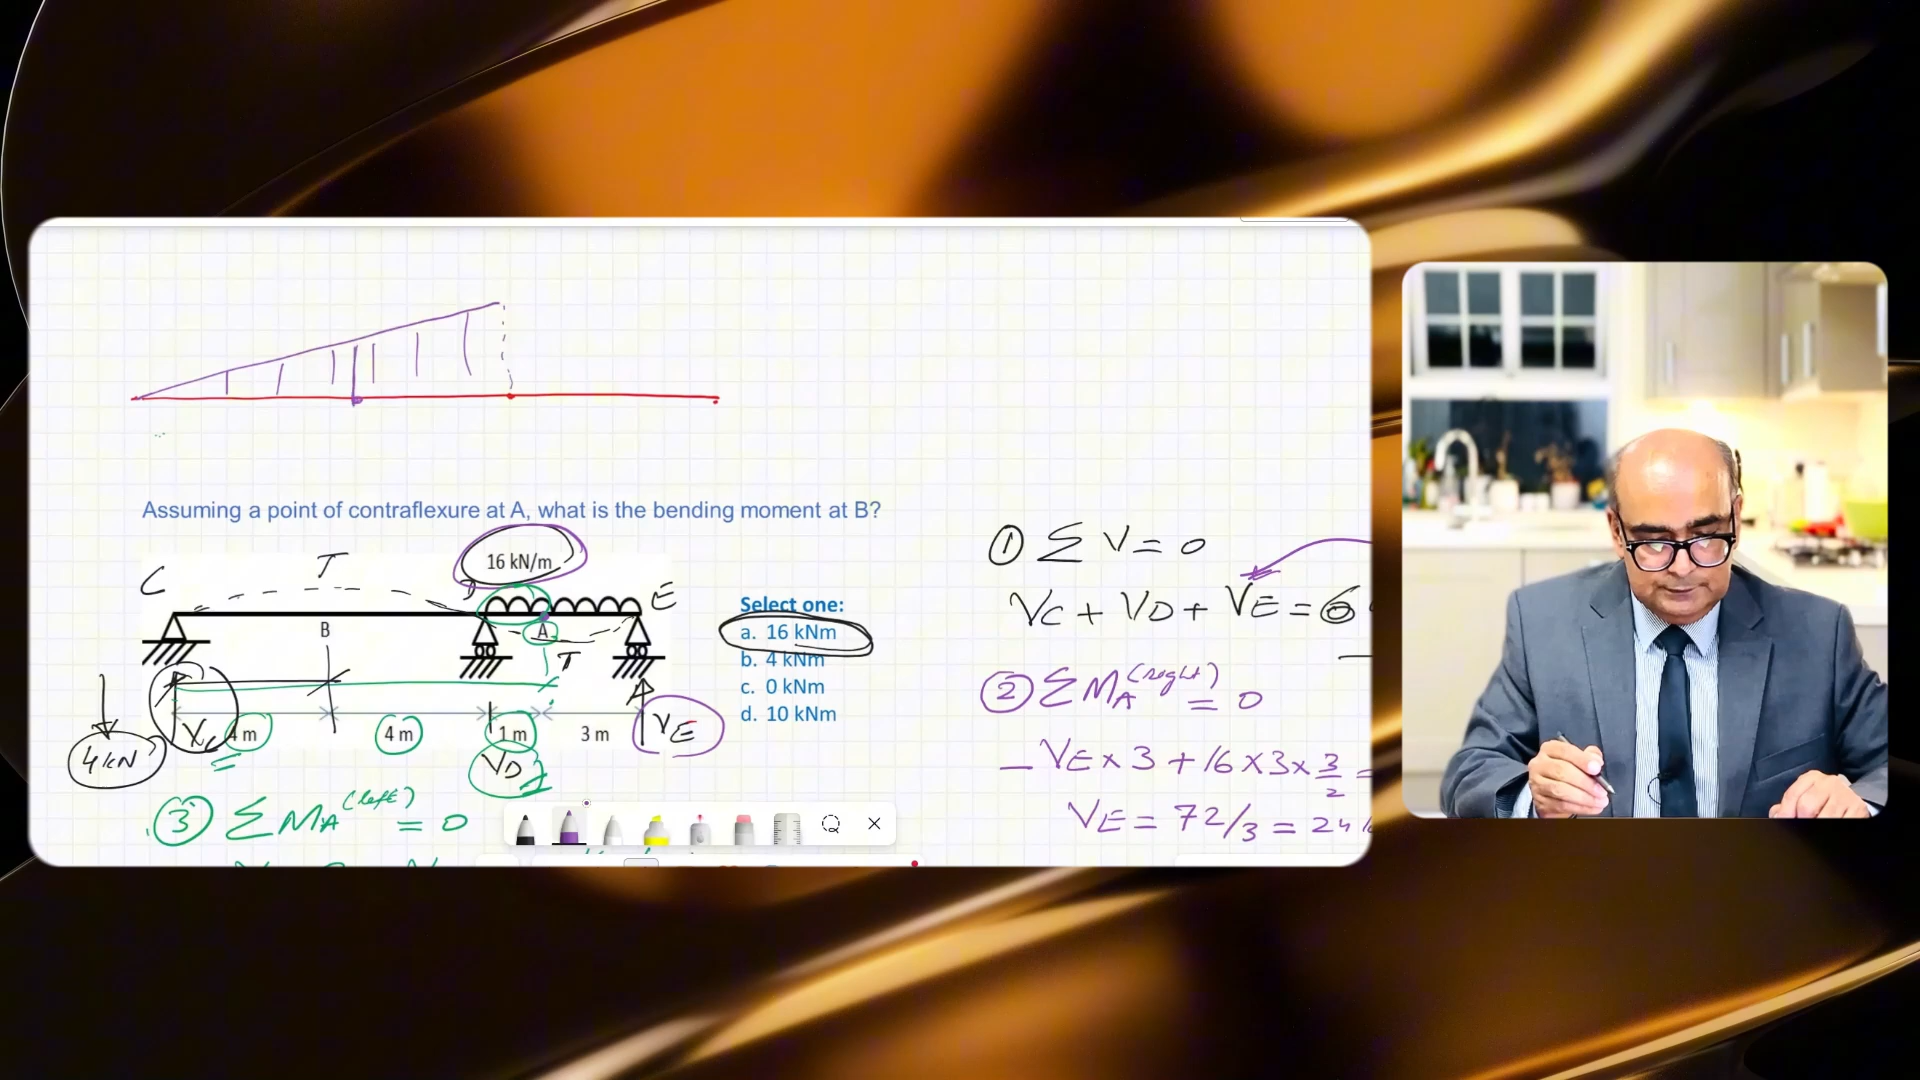 Assuming a point of contraflexure at A, what is the bending moment at B?
16 kN/m
C
T
D
E
B
A
T
Select one:
a. 16 kNm
b. 4 kNm
c. 0 kNm
d. 10 kNm
4 m
4 m
1 m
3 m
4kN
Vc
VD
VE
① Σ V = 0
VC + VD + VE = 6
② ΣMA (right) = 0
- VE × 3 + 16 × 3 × 3/2 =
VE = 72/3 = 24
③ ΣMA (left) = 0